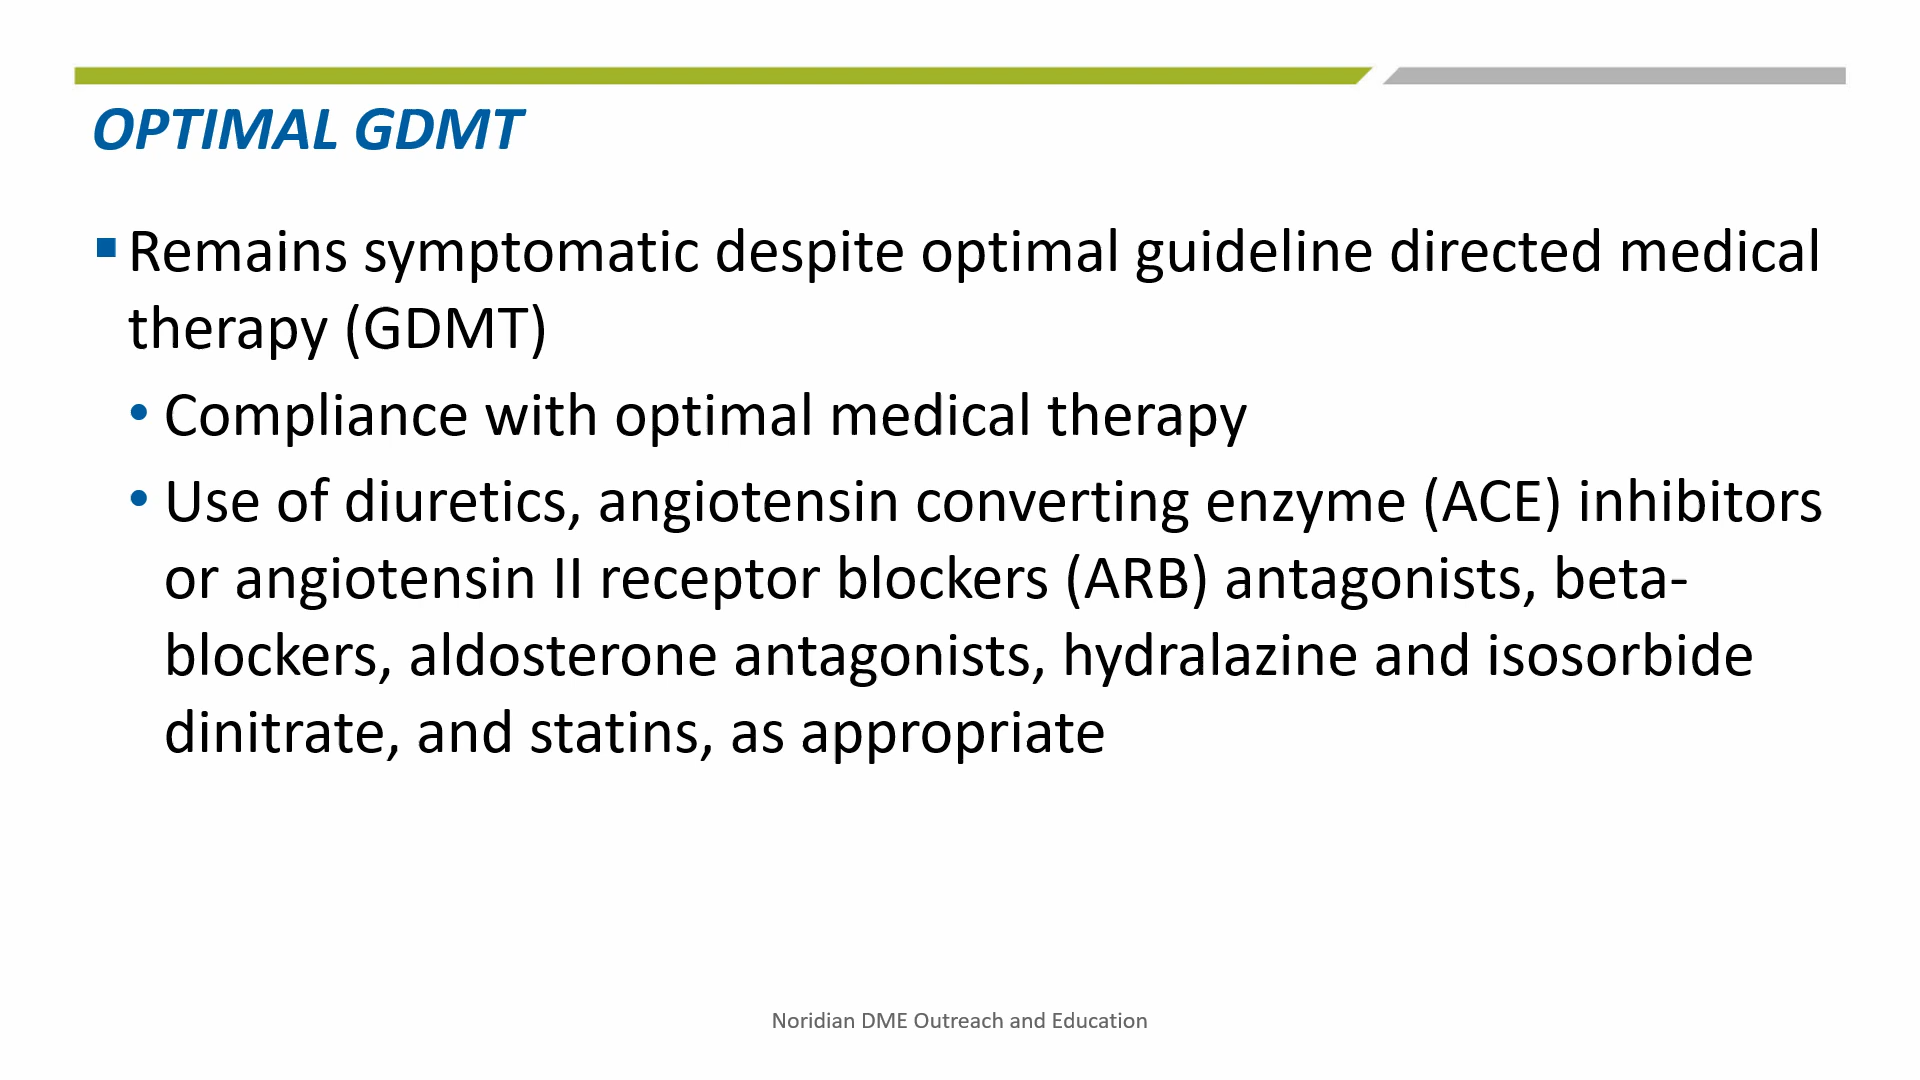 OPTIMAL GDMT
▪ Remains symptomatic despite optimal guideline directed medical
therapy (GDMT)
• Compliance with optimal medical therapy
• Use of diuretics, angiotensin converting enzyme (ACE) inhibitors
or angiotensin II receptor blockers (ARB) antagonists, beta-
blockers, aldosterone antagonists, hydralazine and isosorbide
dinitrate, and statins, as appropriate
Noridian DME Outreach and Education